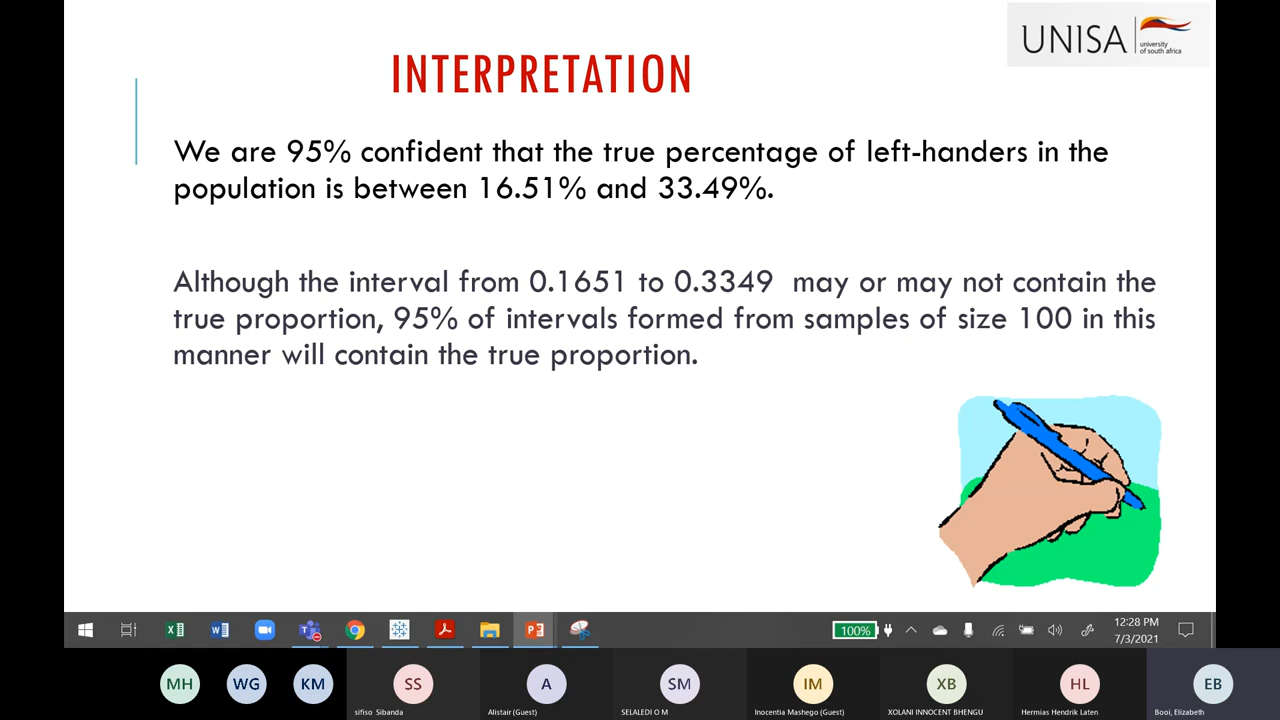 UNISA
university
of south africa
INTERPRETATION
We are 95% confident that the true percentage of left-handers in the
population is between 16.51% and 33.49%.
Although the interval from 0.1651 to 0.3349 may or may not contain the
true proportion, 95% of intervals formed from samples of size 100 in this
manner will contain the true proportion.
100%
12:28 PM
7/3/2021
MH
WG
KM
SS
A
SM
IM
XB
HL
EB
sifiso Sibanda
Alistair (Guest)
SELALEDI O M
Inocentia Mashego (Guest)
XOLANI INNOCENT BHENGU
Hermias Hendrik Laten
Booi, Elizabeth